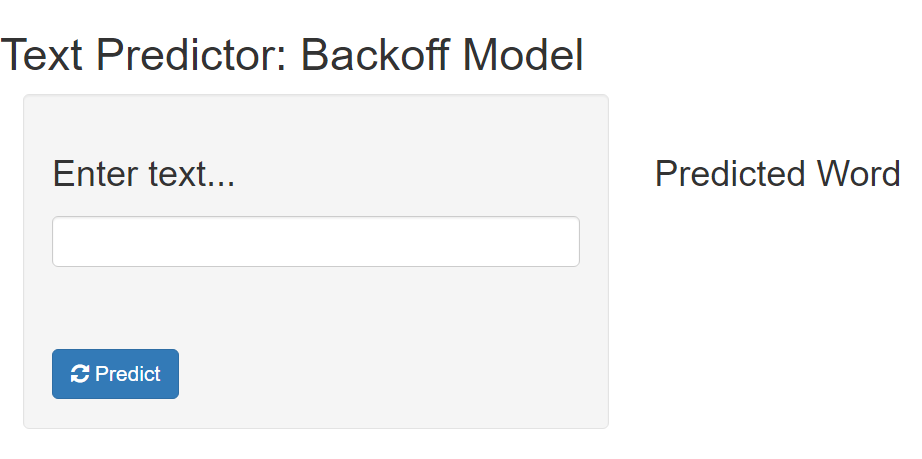 Text Predictor: Backoff Model
Enter text...
Predicted Word
Predict